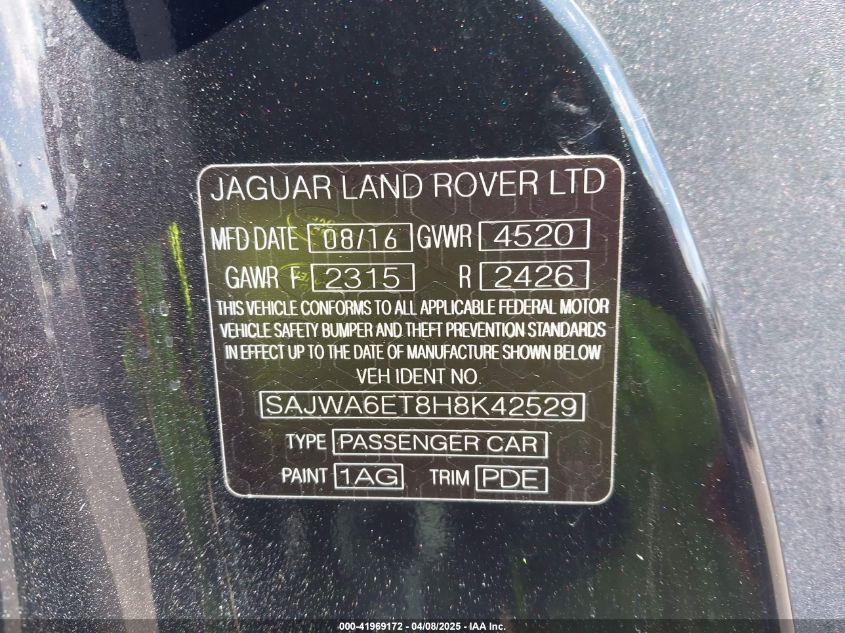 JAGUAR LAND ROVER LTD
MFD DATE 08/16 GVWR 4520
GAWR F 2315 R 2426
THIS VEHICLE CONFORMS TO ALL APPLICABLE FEDERAL MOTOR
VEHICLE SAFETY BUMPER AND THEFT PREVENTION STANDARDS
IN EFFECT UP TO THE DATE OF MANUFACTURE SHOWN BELOW
VEH IDENT NO.
SAJWA6ET8H8K42529
TYPE PASSENGER CAR
PAINT 1AG TRIM PDE
000-41969172 - 04/08/2025 - IAA Inc.